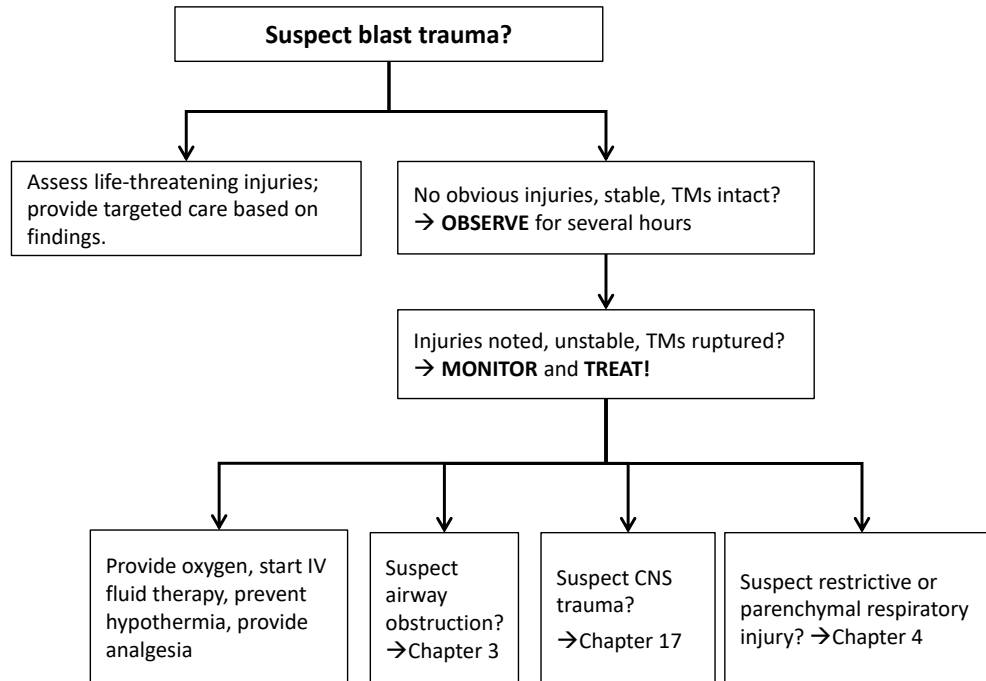 Suspect blast trauma?
Assess life-threatening injuries;
provide targeted care based on
findings.
No obvious injuries, stable, TMs intact?
→ OBSERVE for several hours
Injuries noted, unstable, TMs ruptured?
→ MONITOR and TREAT!
Provide oxygen, start IV
fluid therapy, prevent
hypothermia, provide
analgesia
Suspect
airway
obstruction?
→Chapter 3
Suspect CNS
trauma?
→Chapter 17
Suspect restrictive or
parenchymal respiratory
injury? →Chapter 4